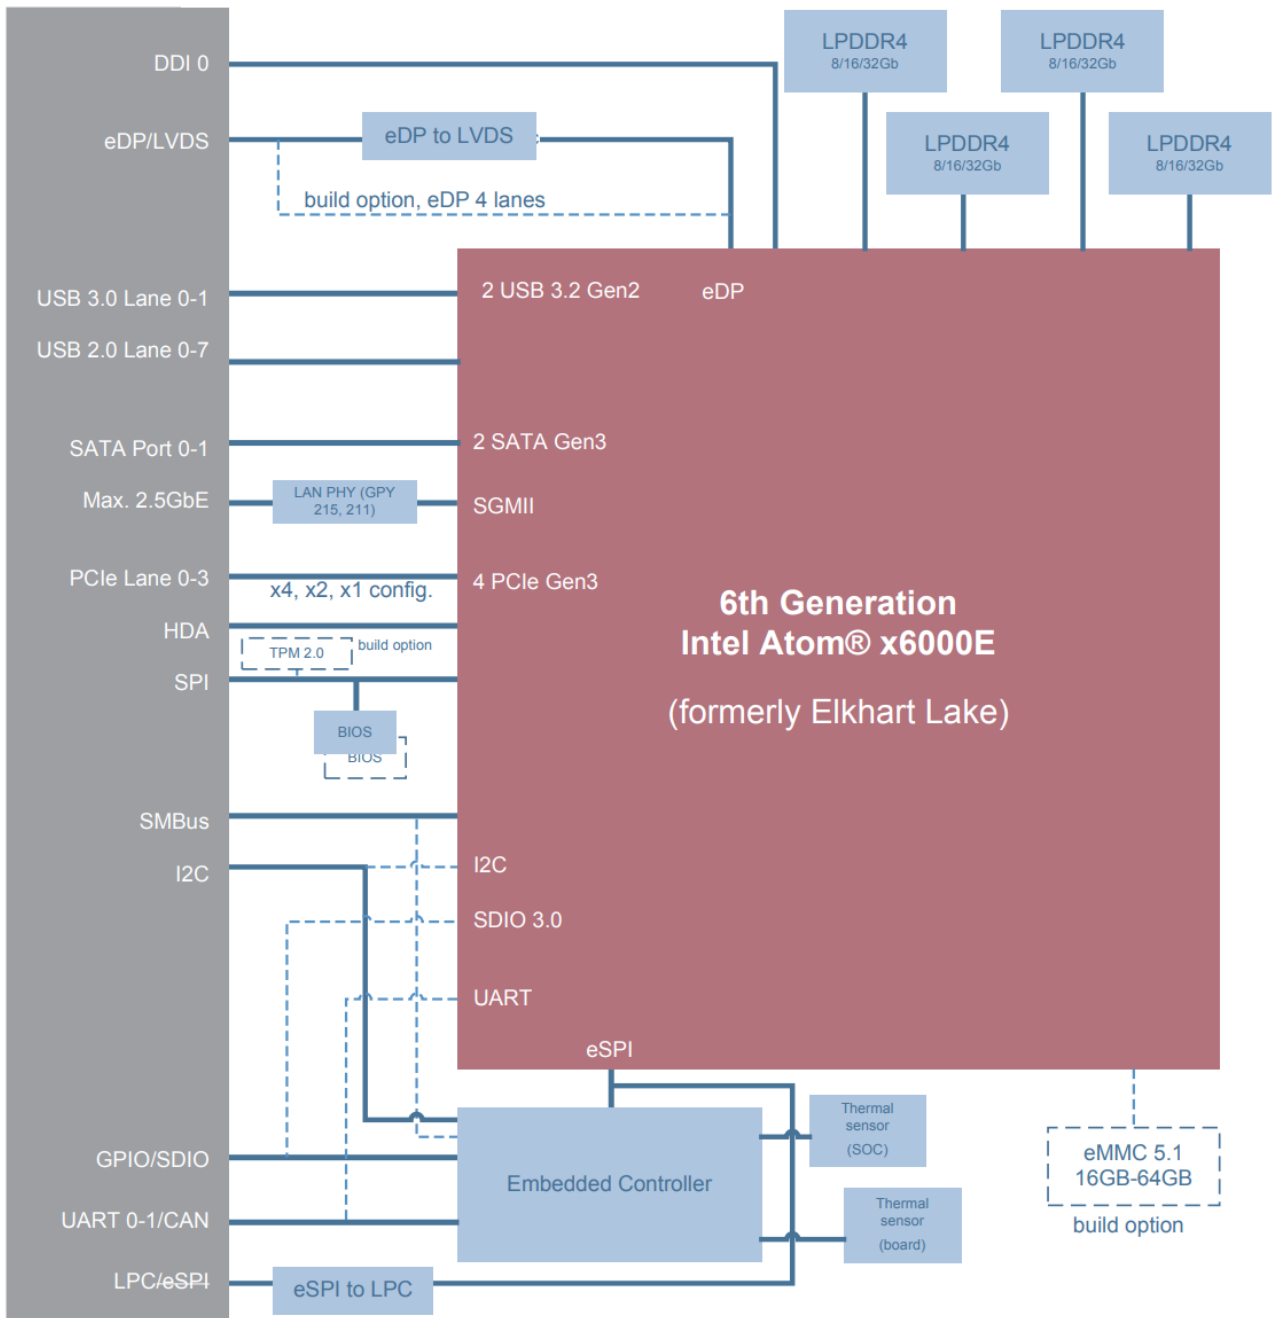 DDI 0
LPDDR4
8/16/32Gb
LPDDR4
8/16/32Gb
eDP/LVDS
eDP to LVDS
LPDDR4
8/16/32Gb
LPDDR4
8/16/32Gb
build option, eDP 4 lanes
USB 3.0 Lane 0-1
2 USB 3.2 Gen2
eDP
USB 2.0 Lane 0-7
SATA Port 0-1
2 SATA Gen3
Max. 2.5GbE
LAN PHY (GPY
215, 211)
SGMII
PCIe Lane 0-3
x4, x2, x1 config.
4 PCIe Gen3
6th Generation
Intel Atom® x6000E
(formerly Elkhart Lake)
HDA
TPM 2.0
build option
SPI
BIOS
BIOS
SMBus
I2C
I2C
SDIO 3.0
UART
eSPI
Thermal
sensor
(SOC)
GPIO/SDIO
Embedded Controller
eMMC 5.1
16GB-64GB
build option
UART 0-1/CAN
Thermal
sensor
(board)
LPC/eSPI
eSPI to LPC